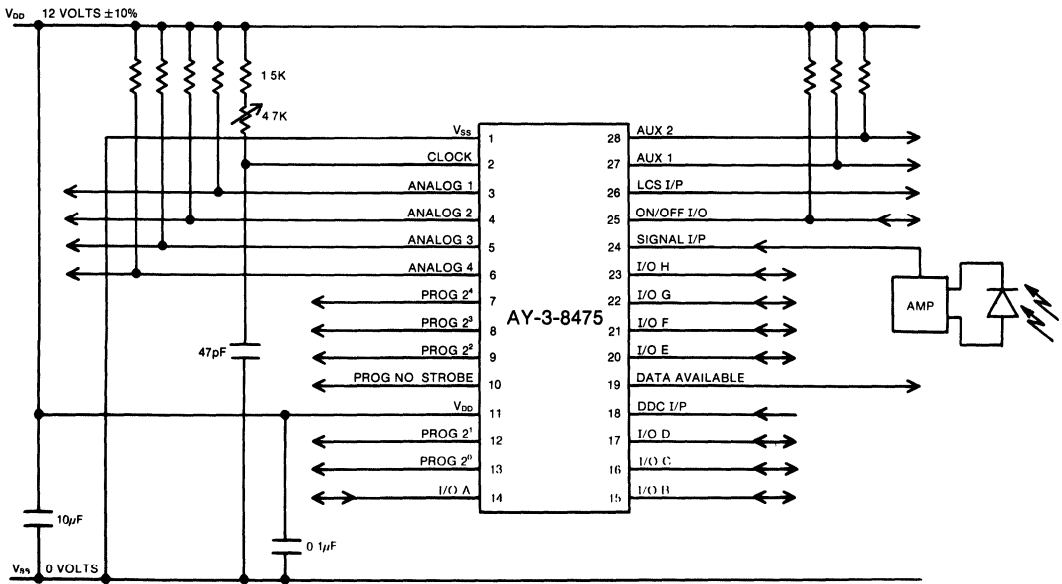 VDD 12 VOLTS ±10%
1 5K
4 7K
VSS 1
CLOCK 2
ANALOG 1 3
ANALOG 2 4
ANALOG 3 5
ANALOG 4 6
PROG 2⁴ 7
PROG 2³ 8
PROG 2² 9
PROG NO STROBE 10
VDD 11
PROG 2¹ 12
PROG 2⁰ 13
I/O A 14
AY-3-8475
28 AUX 2
27 AUX 1
26 LCS I/P
25 ON/OFF I/O
24 SIGNAL I/P
23 I/O H
22 I/O G
21 I/O F
20 I/O E
19 DATA AVAILABLE
18 DDC I/P
17 I/O D
16 I/O C
15 I/O B
AMP
47pF
10µF
0 1µF
VSS 0 VOLTS